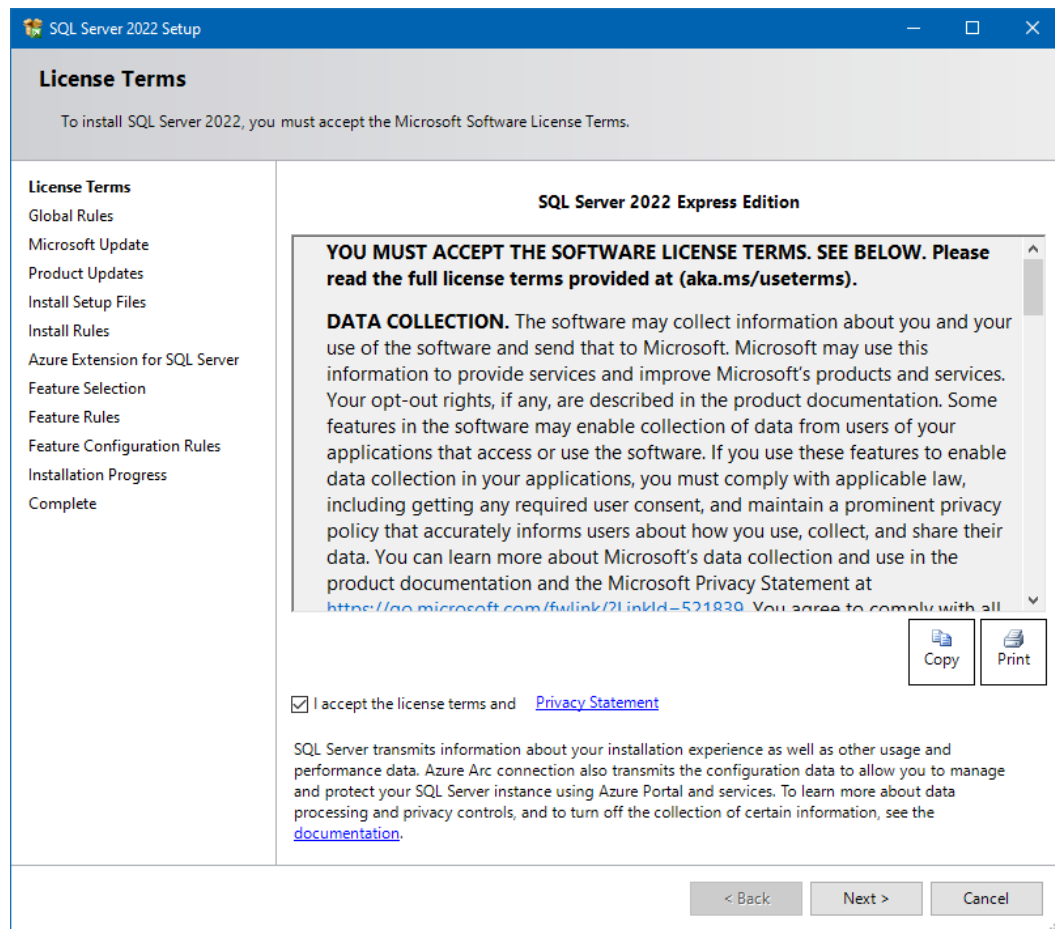 SQL Server 2022 Setup
License Terms
To install SQL Server 2022, you must accept the Microsoft Software License Terms.
License Terms
Global Rules
Microsoft Update
Product Updates
Install Setup Files
Install Rules
Azure Extension for SQL Server
Feature Selection
Feature Rules
Feature Configuration Rules
Installation Progress
Complete
SQL Server 2022 Express Edition
YOU MUST ACCEPT THE SOFTWARE LICENSE TERMS. SEE BELOW. Please
read the full license terms provided at (aka.ms/useterms).
DATA COLLECTION. The software may collect information about you and your
use of the software and send that to Microsoft. Microsoft may use this
information to provide services and improve Microsoft's products and services.
Your opt-out rights, if any, are described in the product documentation. Some
features in the software may enable collection of data from users of your
applications that access or use the software. If you use these features to enable
data collection in your applications, you must comply with applicable law,
including getting any required user consent, and maintain a prominent privacy
policy that accurately informs users about how you use, collect, and share their
data. You can learn more about Microsoft's data collection and use in the
product documentation and the Microsoft Privacy Statement at
https://go.microsoft.com/fwlink/?LinkId=521839. You agree to comply with all
Copy
Print
I accept the license terms and Privacy Statement
SQL Server transmits information about your installation experience as well as other usage and
performance data. Azure Arc connection also transmits the configuration data to allow you to manage
and protect your SQL Server instance using Azure Portal and services. To learn more about data
processing and privacy controls, and to turn off the collection of certain information, see the
documentation.
< Back
Next >
Cancel